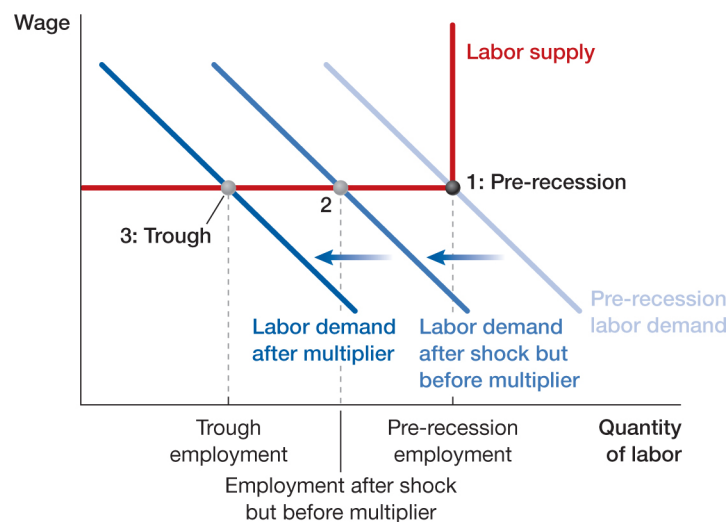 Wage
Labor supply
1: Pre-recession
2
3: Trough
Labor demand
after multiplier
Labor demand
after shock but
before multiplier
Pre-recession
labor demand
Trough
employment
Pre-recession
employment
Quantity
of labor
Employment after shock
but before multiplier